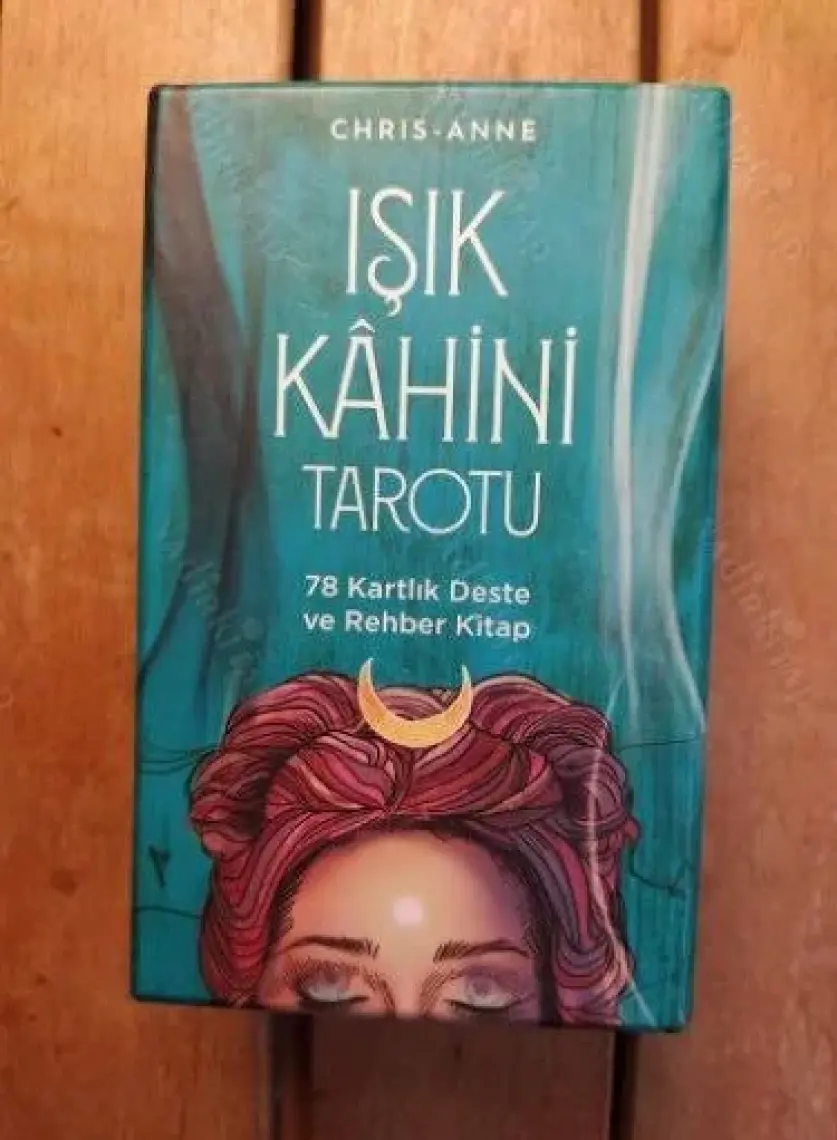 CHRIS-ANNE
IŞIK
KÂHİNİ
TAROTU
78 Kartlık Deste
ve Rehber Kitap